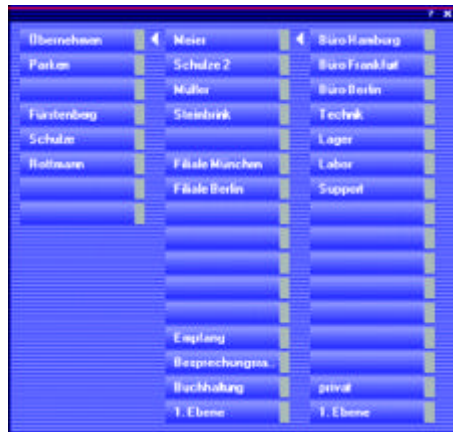 ? ×
Übernehmen
Parken
Fürstenberg
Schulze
Rottmann
Meier
Schulze 2
Müller
Steinbrink
Filiale München
Filiale Berlin
Empfang
Besprechungsra...
Buchhaltung
1. Ebene
Büro Hamburg
Büro Frankfurt
Büro Berlin
Technik
Lager
Labor
Support
privat
1. Ebene